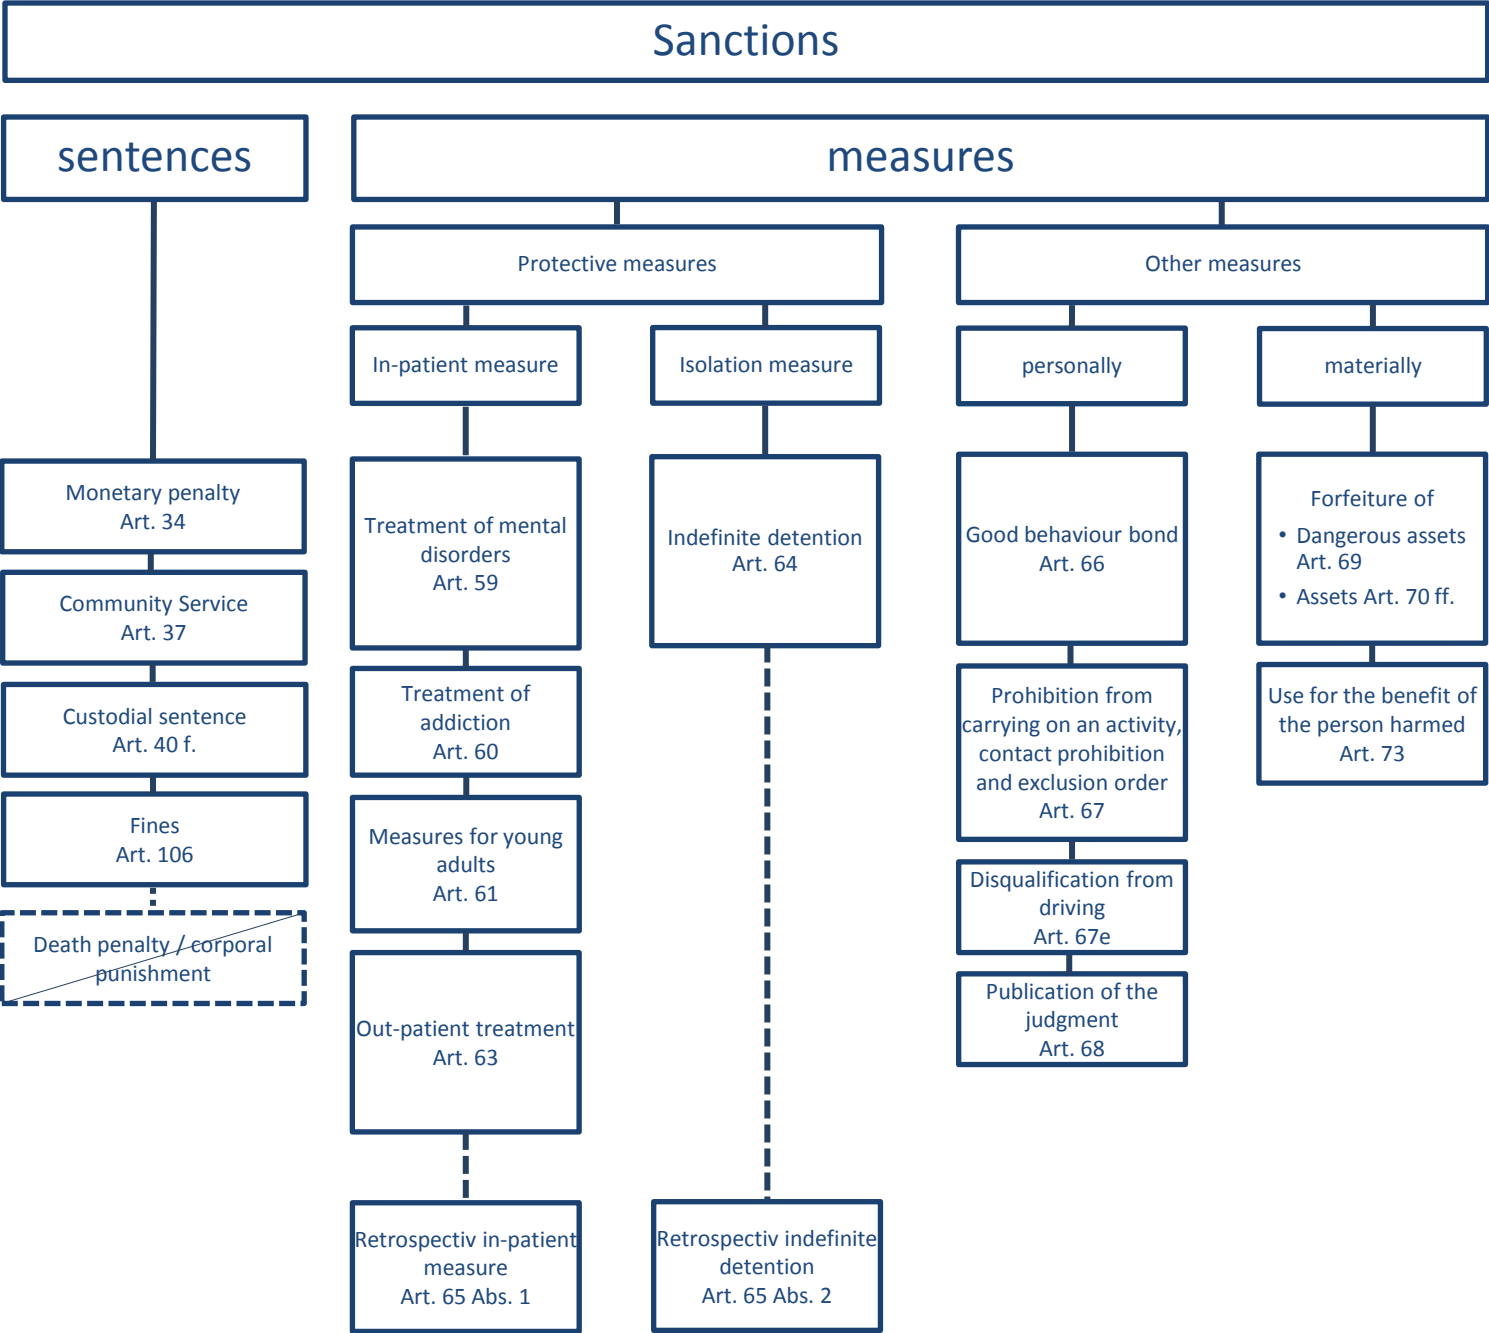 Sanctions
sentences
measures
Protective measures
Other measures
In-patient measure
Isolation measure
personally
materially
Monetary penalty
Art. 34
Community Service
Art. 37
Custodial sentence
Art. 40 f.
Fines
Art. 106
Death penalty / corporal
punishment
Treatment of mental
disorders
Art. 59
Treatment of
addiction
Art. 60
Measures for young
adults
Art. 61
Out-patient treatment
Art. 63
Retrospectiv in-patient
measure
Art. 65 Abs. 1
Indefinite detention
Art. 64
Retrospectiv indefinite
detention
Art. 65 Abs. 2
Good behaviour bond
Art. 66
Prohibition from
carrying on an activity,
contact prohibition
and exclusion order
Art. 67
Disqualification from
driving
Art. 67e
Publication of the
judgment
Art. 68
Forfeiture of
• Dangerous assets
Art. 69
• Assets Art. 70 ff.
Use for the benefit of
the person harmed
Art. 73